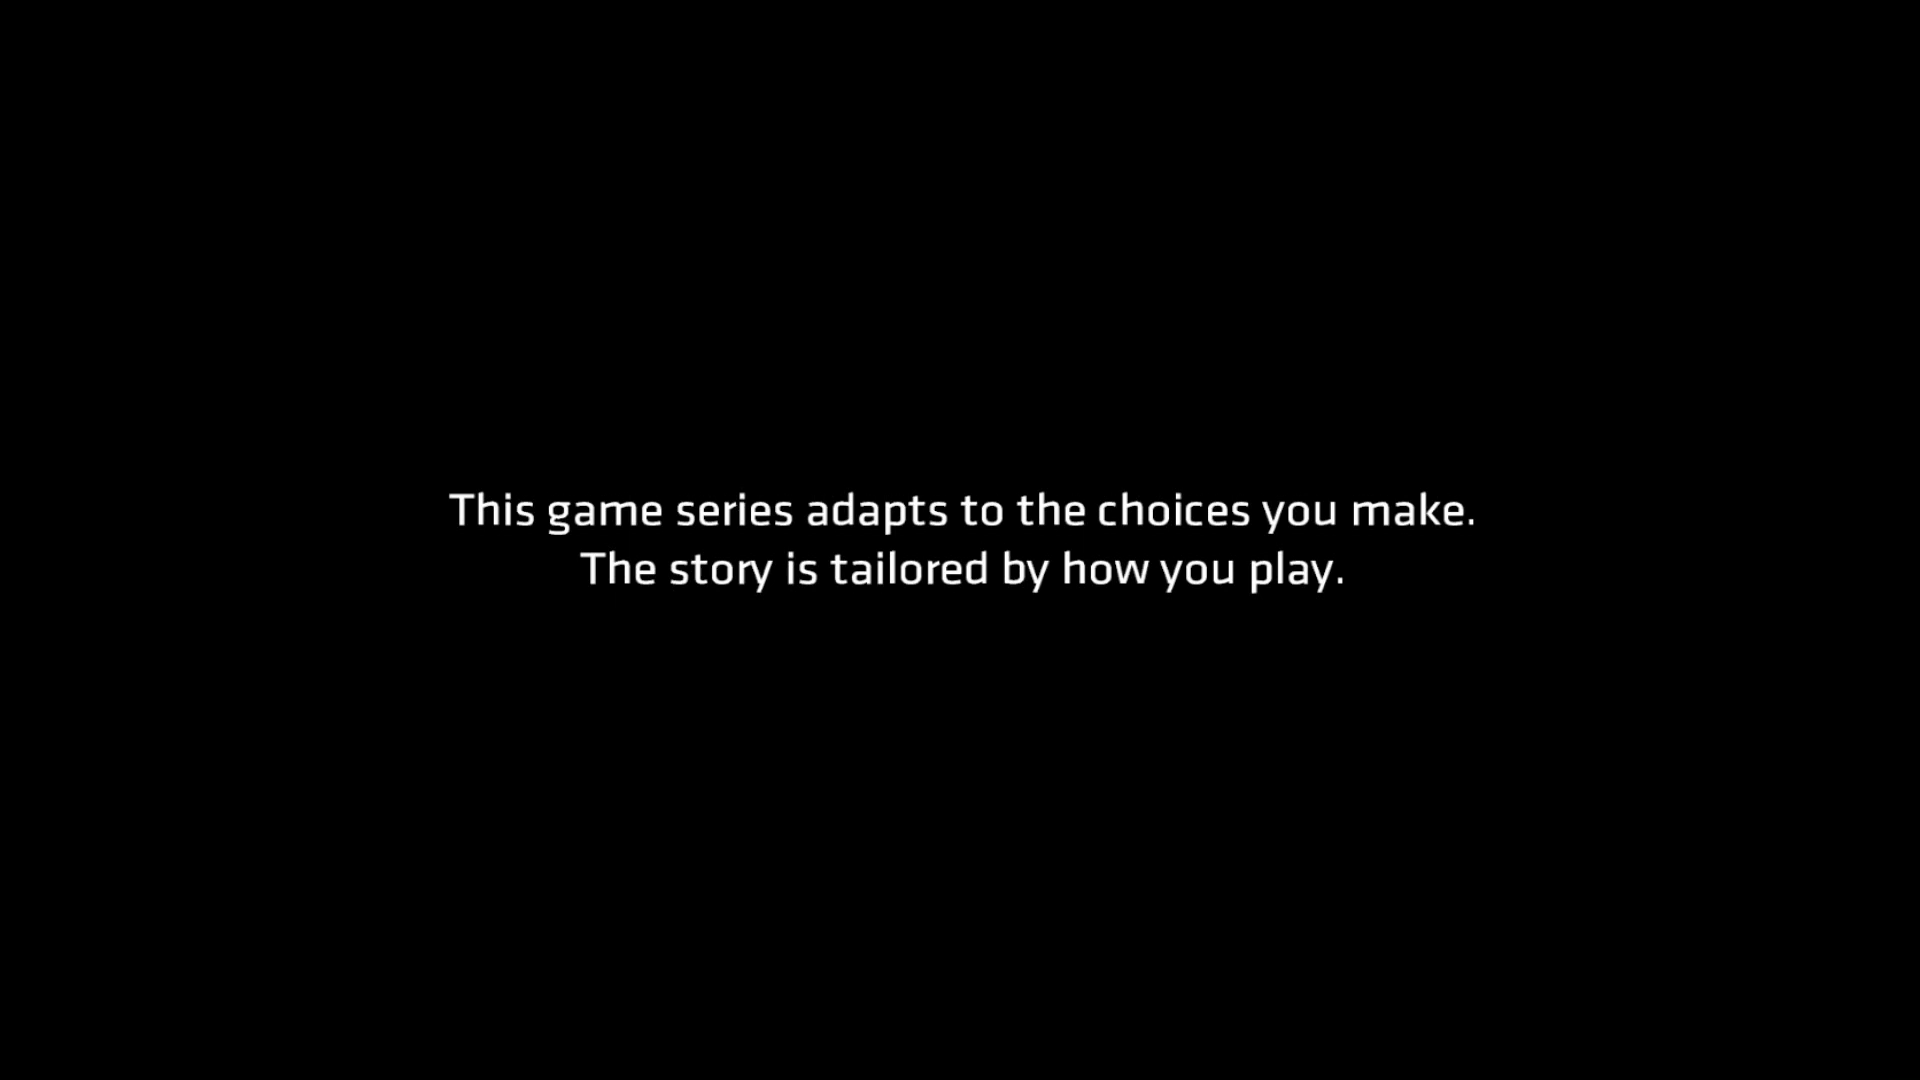 This game series adapts to the choices you make.
The story is tailored by how you play.